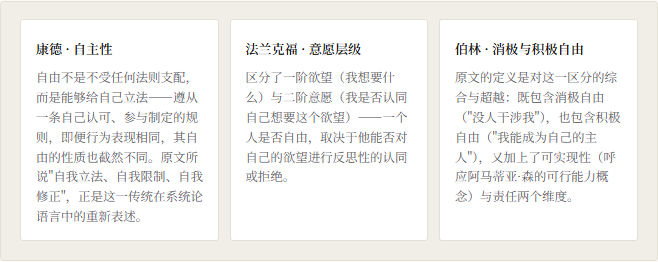 康德 · 自主性
自由不是不受任何法则支配，
而是能够给自己立法——遵从
一条自己认可、参与制定的规
则，即便行为表现相同，其自
由的性质也截然不同。原文所
说"自我立法、自我限制、自我
修正"，正是这一传统在系统论
语言中的重新表述。
法兰克福 · 意愿层级
区分了一阶欲望（我想要什
么）与二阶意愿（我是否认同
自己想要这个欲望）——一个
人是否自由，取决于他能否对
自己的欲望进行反思性的认同
或拒绝。
伯林 · 消极与积极自由
原文的定义是对这一区分的综
合与超越：既包含消极自由
（"没人干涉我"），也包含积极
自由（"我能成为自己的主
人"），又加上了可实现性（呼
应阿马蒂亚·森的可行能力概
念）与责任两个维度。